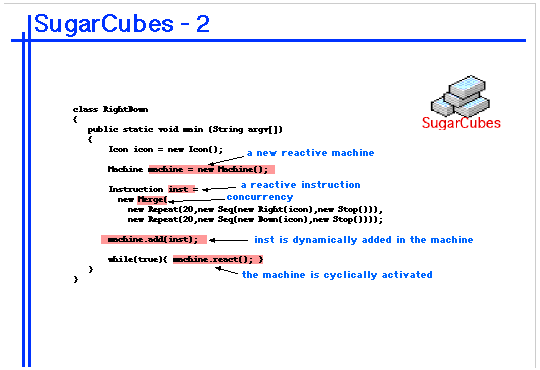 SugarCubes - 2
SugarCubes
class RightDown
{
public static void main (String argv[])
{
Icon icon = new Icon();
a new reactive machine
Machine machine = new Machine();
a reactive instruction
Instruction inst =
concurrency
new Merge(
new Repeat(20,new Seq(new Right(icon),new Stop())),
new Repeat(20,new Seq(new Down(icon),new Stop())));
machine.add(inst);
inst is dynamically added in the machine
while(true){ machine.react(); }
the machine is cyclically activated
}
}